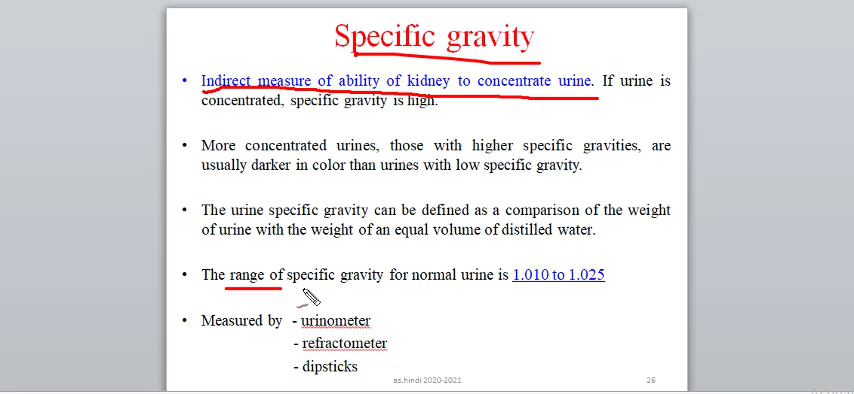 Specific gravity
• Indirect measure of ability of kidney to concentrate urine. If urine is
concentrated, specific gravity is high.
• More concentrated urines, those with higher specific gravities, are
usually darker in color than urines with low specific gravity.
• The urine specific gravity can be defined as a comparison of the weight
of urine with the weight of an equal volume of distilled water.
• The range of specific gravity for normal urine is 1.010 to 1.025
• Measured by - urinometer
- refractometer
- dipsticks
as.hindi 2020-2021
26